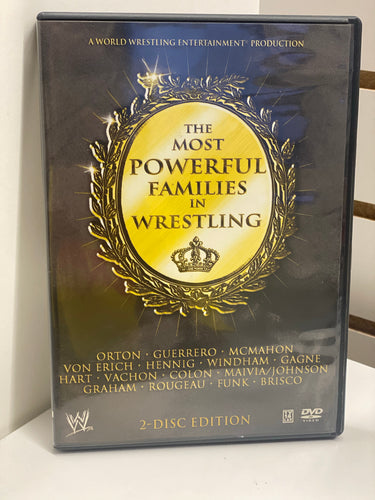 A WORLD WRESTLING ENTERTAINMENT® PRODUCTION
THE
MOST
POWERFUL
FAMILIES
IN
WRESTLING
ORTON · GUERRERO · MCMAHON
VON ERICH · HENNIG · WINDHAM · GAGNE
HART · VACHON · COLON · MAIVIA/JOHNSON
GRAHAM · ROUGEAU · FUNK · BRISCO
W
2-DISC EDITION
DVD
VIDEO